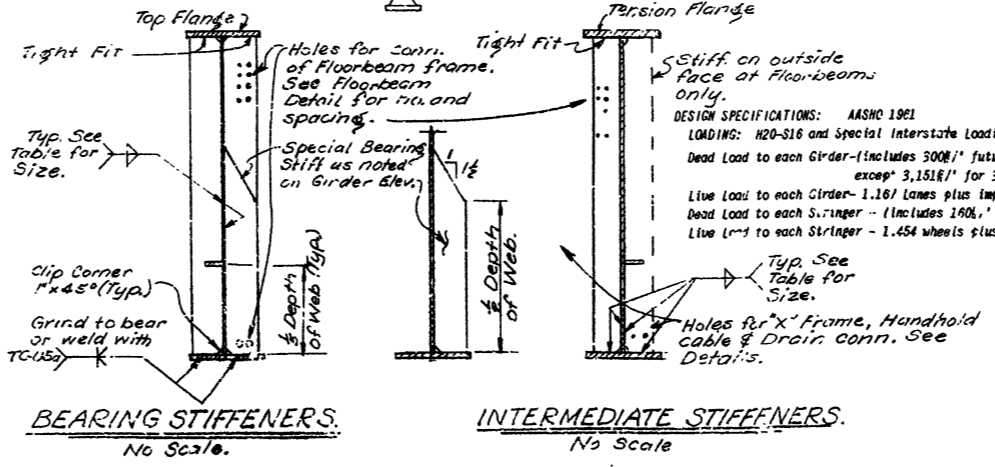 Top Flange
Tight Fit
Holes for conn.
of Floorbeam frame.
See Floorbeam
Detail for no. and
spacing.
Typ. See
Table for
Size.
Special Bearing
Stiff as noted
on Girder Elev.
Clip Corner
1"x45° (Typ.)
Grind to bear
or weld with
TC-U5a
1/3 Depth
of Web (Typ.)
BEARING STIFFENERS.
No Scale.
Tension Flange
Tight Fit
Stiff. on outside
face at Floorbeams
only.
DESIGN SPECIFICATIONS: AASHO 1961
LOADING: H20-S16 and Special Interstate Loadi
Dead Load to each Girder-(includes 300#/' futu
except 3,151#/' for 3
Live Load to each Girder- 1.167 Lanes plus imp
Dead Load to each Stringer - (includes 160#/'
Live Load to each Stringer - 1.454 wheels plus
1
1½
½ Depth
of Web.
Typ. See
Table for
Size.
Holes for "X" Frame, Handhold
cable & Drain conn. See
Details.
INTERMEDIATE STIFFENERS.
No Scale